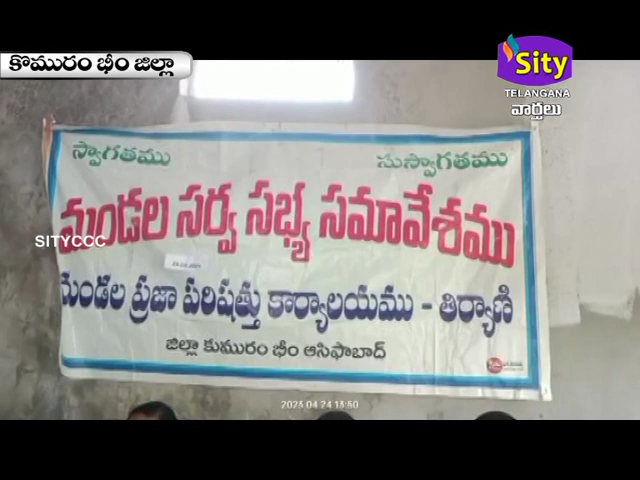 కొమురం భీం జిల్లా
Sity
TELANGANA
వార్తలు
స్వాగతము సుస్వాగతము
మండల సర్వ సభ్య సమావేశము
SITYCCC
మండల ప్రజా పరిషత్తు కార్యాలయము - తిర్యాణి
జిల్లా కుమురం భీం ఆసిఫాబాద్
2023.04.24 13:50
Sity